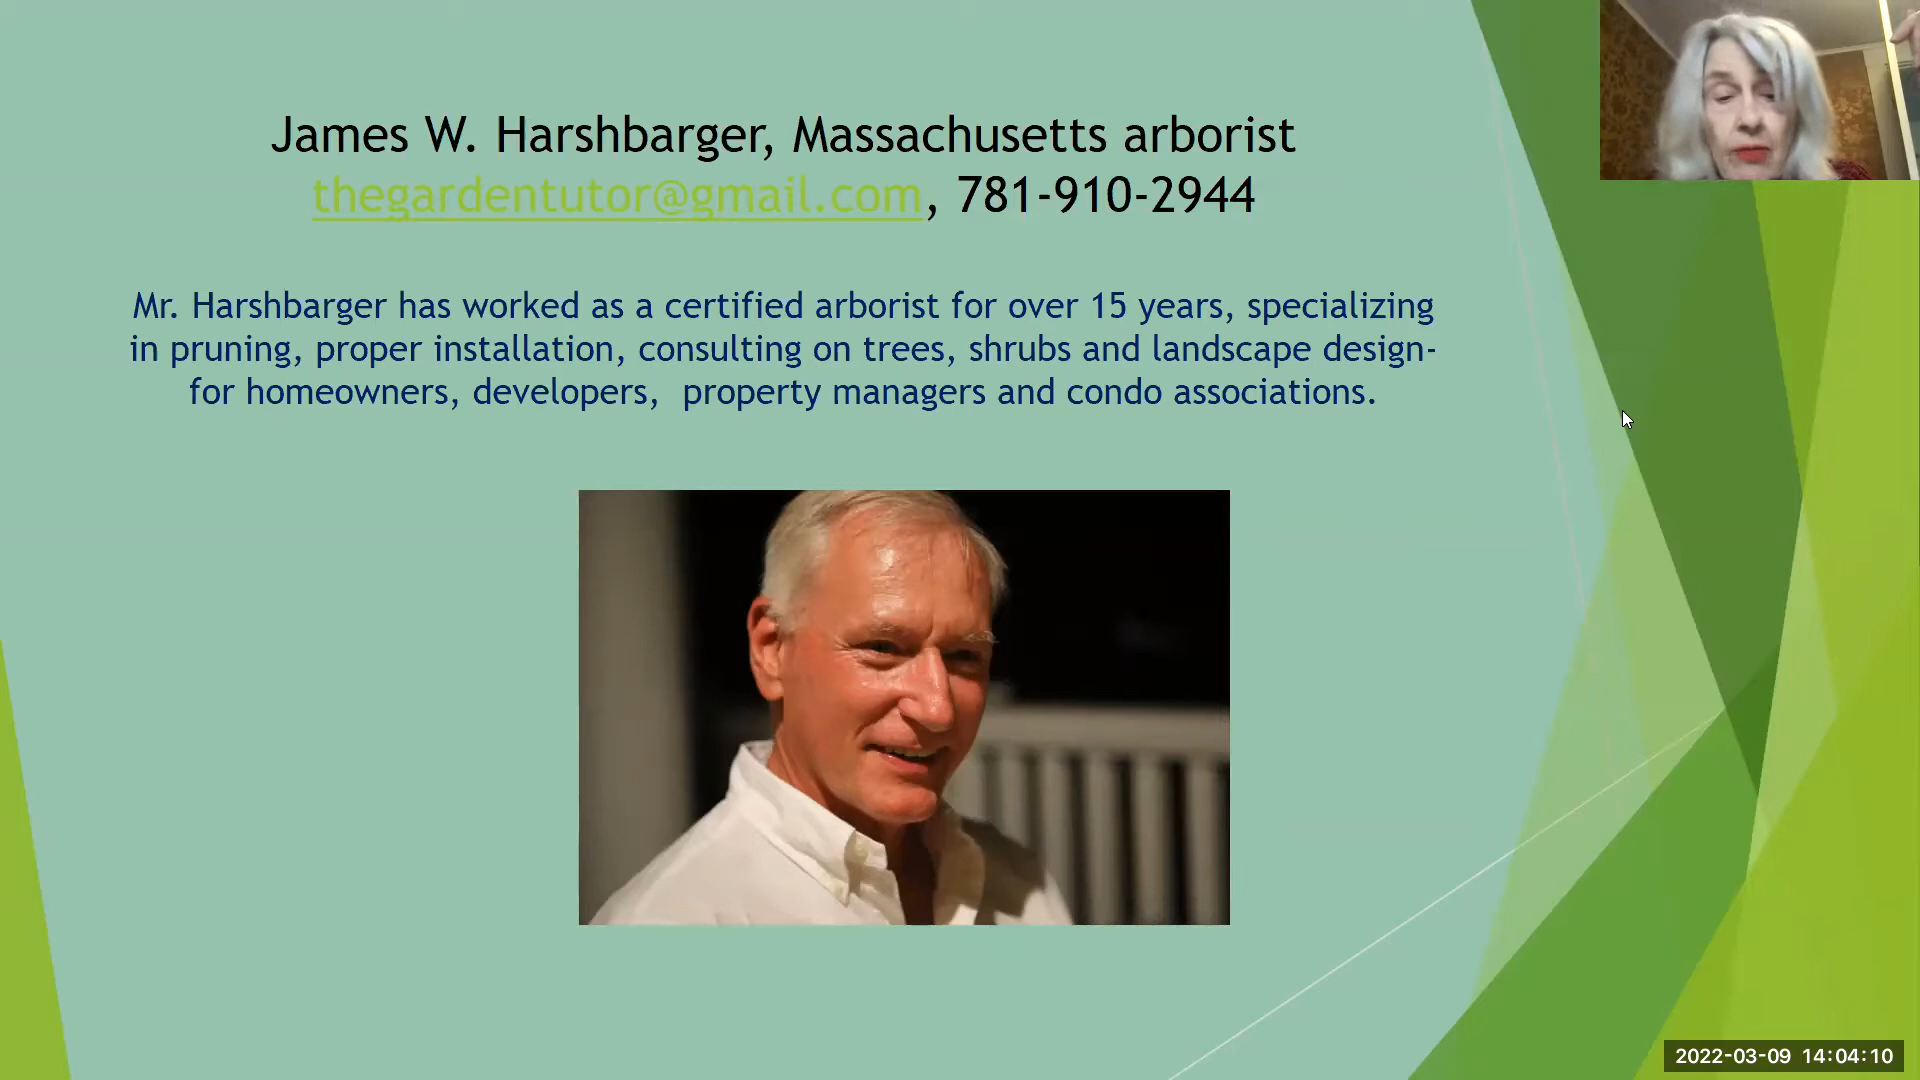 James W. Harshbarger, Massachusetts arborist
thegardentutor@gmail.com, 781-910-2944
Mr. Harshbarger has worked as a certified arborist for over 15 years, specializing
in pruning, proper installation, consulting on trees, shrubs and landscape design-
for homeowners, developers,  property managers and condo associations.
2022-03-09 14:04:10